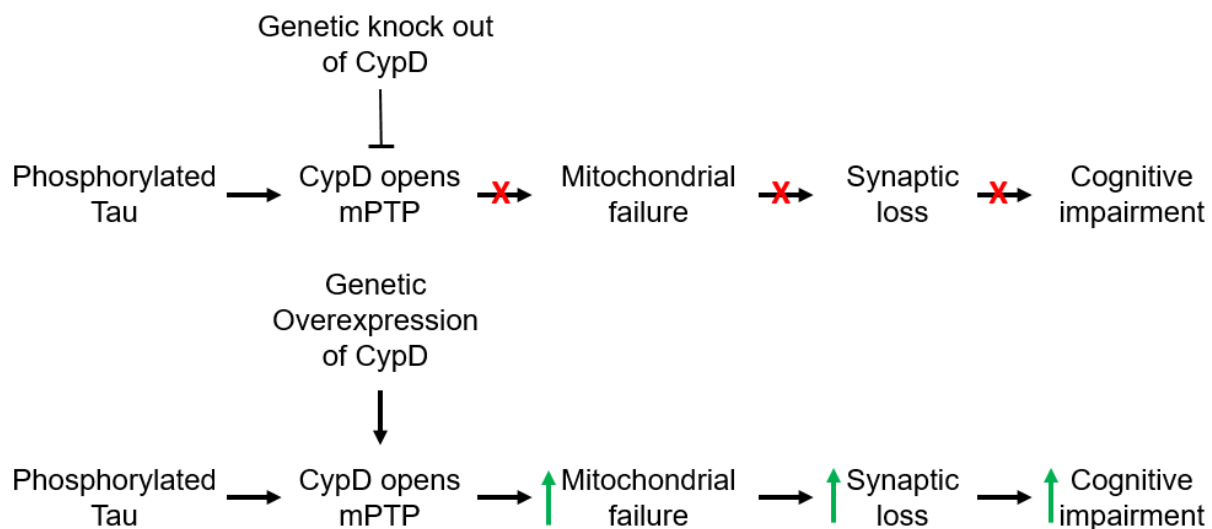 Genetic knock out
of CypD
Phosphorylated
Tau
CypD opens
mPTP
X
Mitochondrial
failure
X
Synaptic
loss
X
Cognitive
impairment
Genetic
Overexpression
of CypD
Phosphorylated
Tau
CypD opens
mPTP
Mitochondrial
failure
Synaptic
loss
Cognitive
impairment